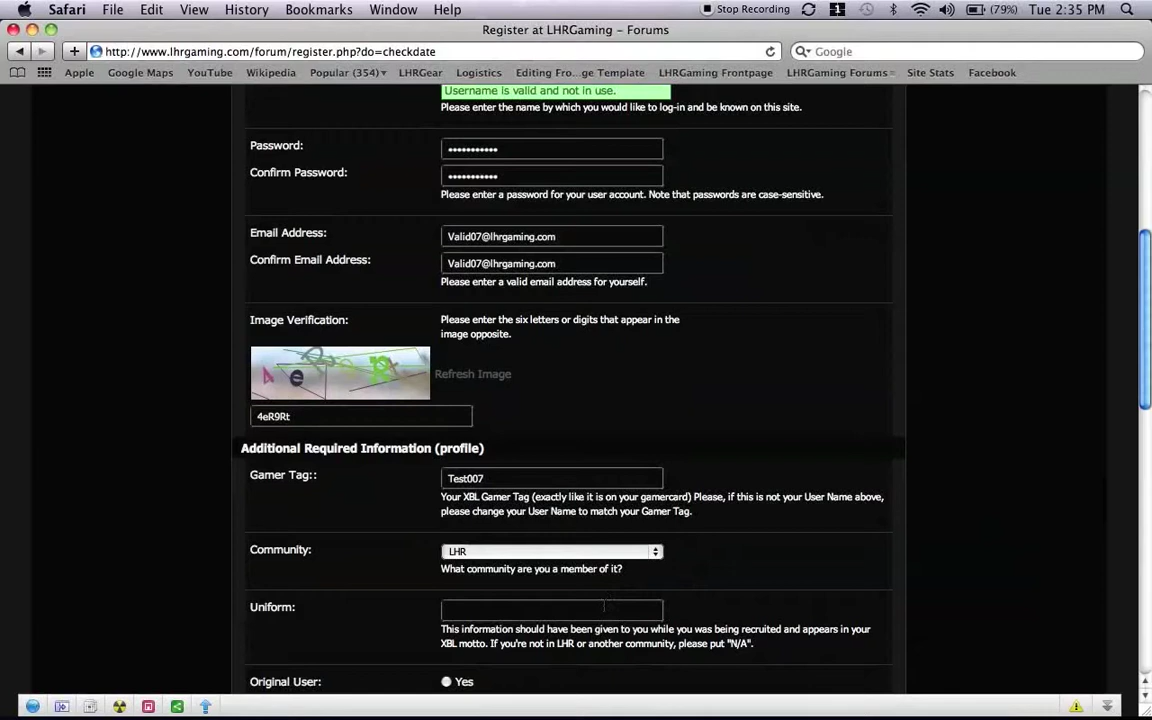 Safari File Edit View History Bookmarks Window Help Stop Recording 1 (79%) Tue 2:35 PM
Register at LHRGaming – Forums
http://www.lhrgaming.com/forum/register.php?do=checkdate Google
Apple Google Maps YouTube Wikipedia Popular (354) LHRGear Logistics Editing Fro...ge Template LHRGaming Frontpage LHRGaming Forums Site Stats Facebook
Username is valid and not in use.
Please enter the name by which you would like to log-in and be known on this site.
Password: •••••••••••
Confirm Password: •••••••••••
Please enter a password for your user account. Note that passwords are case-sensitive.
Email Address: Valid07@lhrgaming.com
Confirm Email Address: Valid07@lhrgaming.com
Please enter a valid email address for yourself.
Image Verification: Please enter the six letters or digits that appear in the
image opposite.
Refresh Image
4eR9Rt
Additional Required Information (profile)
Gamer Tag:: Test007
Your XBL Gamer Tag (exactly like it is on your gamercard) Please, if this is not your User Name above,
please change your User Name to match your Gamer Tag.
Community: LHR
What community are you a member of it?
Uniform:
This information should have been given to you while you was being recruited and appears in your
XBL motto. If you're not in LHR or another community, please put "N/A".
Original User: Yes